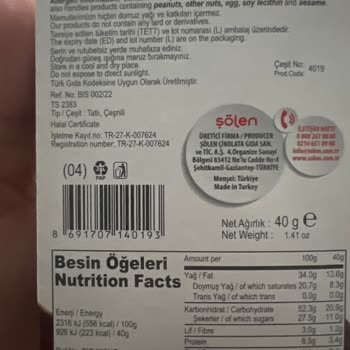 also handles products containing peanuts, other nuts, egg, soy lecithin and sesame.
Mamullerimizin hiçbiri domuz yağı ve katkıları içermez.
Our products do not contain any lard or derivatives.
Tavsiye edilen tüketim tarihi (TETT) ve lot numarası (L) ambalaj üzerindedir.
The expiry date (ED) and lot number (L) are on the packaging.
Serin ve rutubetsiz yerde muhafaza ediniz.
Doğrudan güneş ışığına maruz bırakmayınız.
Store in a cool and dry place.
Do not expose to direct sunlight.
Türk Gıda Kodeksine Uygun Olarak Üretilmiştir.
Çeşit No: 4019
Prod.Code:
Ref. No: BIS 002/22
TS 2383
Tip / Çeşit : Tatlı, Çeşnili
Halal Certificate
İşletme Kayıt no: TR-27-K-007624
Registration number: TR-27-K-007624
şölen
ÜRETİCİ FİRMA / PRODUCER
ŞÖLEN ÇİKOLATA GIDA SAN.
ve TİC. A.Ş. 4.Organize Sanayi
Bölgesi 83412 No'lu Cadde No:4
Şehitkamil-Gaziantep-TÜRKİYE
Menşei: Türkiye
Made in Turkey
İLETİŞİM HATTI
info@solen.com.tr
www.solen.com.tr
(04)
21
PAP
8 691707 140193
Net Ağırlık : 40 g e
Net Weight : 1.41 oz
Besin Öğeleri
Nutrition Facts
Enerji / Energy
2316 kJ (556 kcal) / 100g
926 kJ (223 kcal) / 40g
Amount per 100g 40g
Yağ / Fat 34.0g 13.6g
Doymuş Yağ / of which saturates 20.7g 8.3g
Trans Yağ / of which trans 0.0g 0.0g
Karbonhidrat / Carbohydrate 52.3g 20.9g
Şekerler / of which sugars 27.5g 11.0g
Lif / Fibre 3.0g 1.2g
Protein 8.5g 3.4g